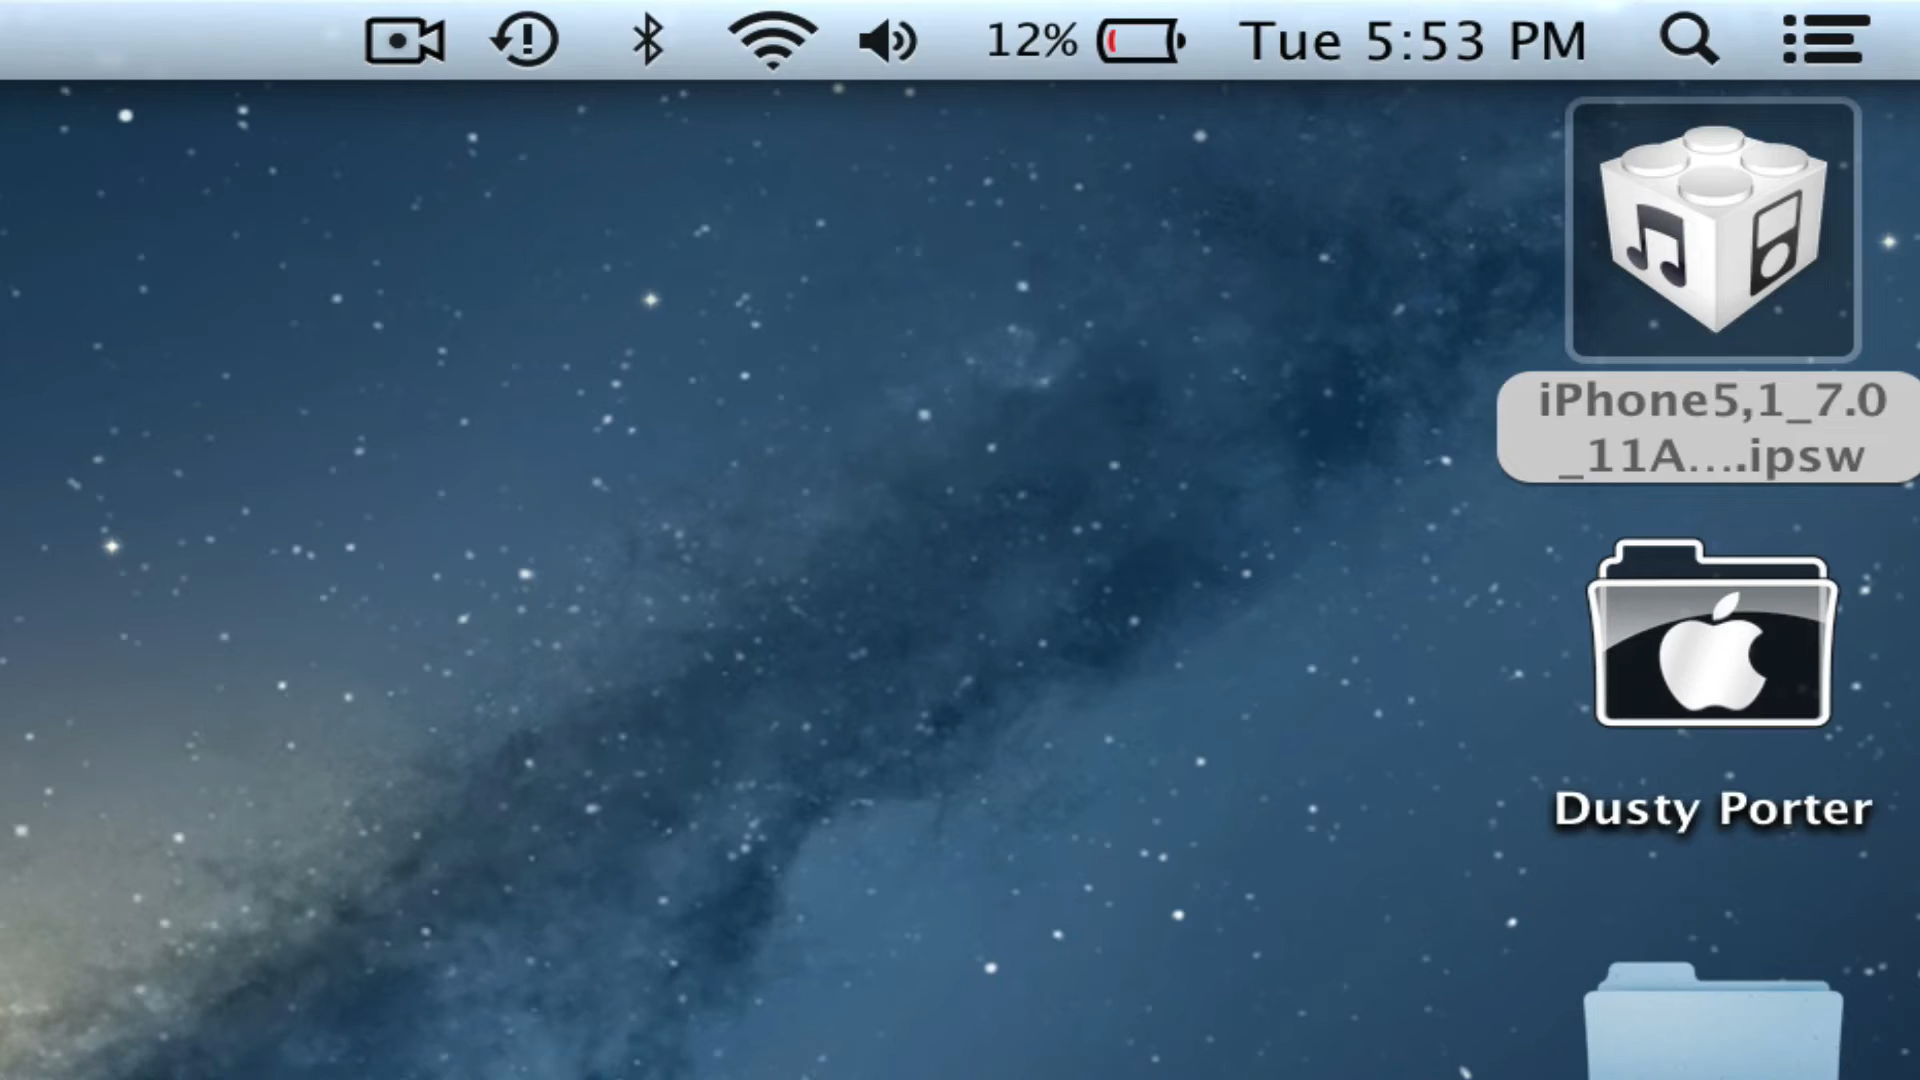 12% Tue 5:53 PM
iPhone5,1_7.0
_11A....ipsw
Dusty Porter